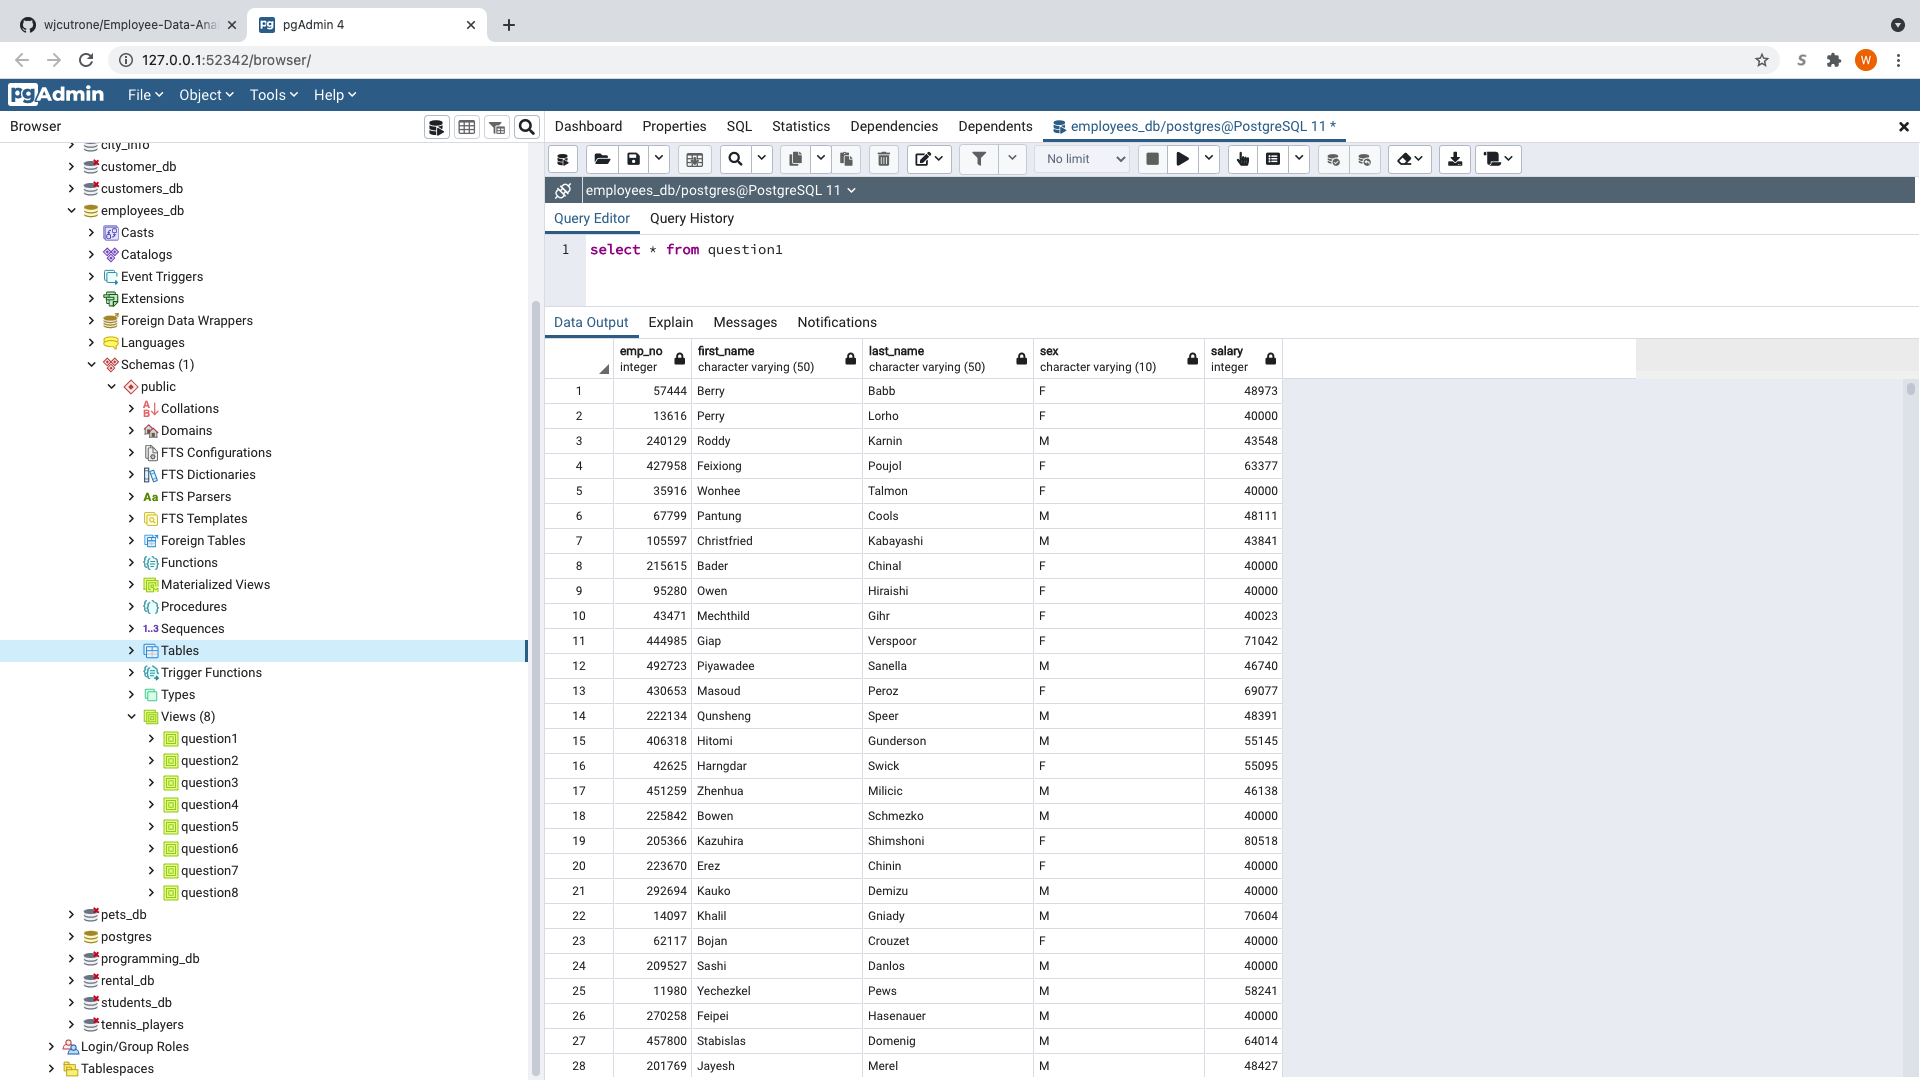 wjcutrone/Employee-Data-Ana
pgAdmin 4
127.0.0.1:52342/browser/
S
W
pgAdmin
File
Object
Tools
Help
Browser
Dashboard
Properties
SQL
Statistics
Dependencies
Dependents
employees_db/postgres@PostgreSQL 11 *
city_info
customer_db
customers_db
employees_db
Casts
Catalogs
Event Triggers
Extensions
Foreign Data Wrappers
Languages
Schemas (1)
public
Collations
Domains
FTS Configurations
FTS Dictionaries
Aa FTS Parsers
FTS Templates
Foreign Tables
Functions
Materialized Views
Procedures
1..3 Sequences
Tables
Trigger Functions
Types
Views (8)
question1
question2
question3
question4
question5
question6
question7
question8
pets_db
postgres
programming_db
rental_db
students_db
tennis_players
Login/Group Roles
Tablespaces
No limit
employees_db/postgres@PostgreSQL 11
Query Editor
Query History
1 select * from question1
Data Output
Explain
Messages
Notifications
emp_no first_name last_name sex salary
integer character varying (50) character varying (50) character varying (10) integer
1 57444 Berry Babb F 48973
2 13616 Perry Lorho F 40000
3 240129 Roddy Karnin M 43548
4 427958 Feixiong Poujol F 63377
5 35916 Wonhee Talmon F 40000
6 67799 Pantung Cools M 48111
7 105597 Christfried Kabayashi M 43841
8 215615 Bader Chinal F 40000
9 95280 Owen Hiraishi F 40000
10 43471 Mechthild Gihr F 40023
11 444985 Giap Verspoor F 71042
12 492723 Piyawadee Sanella M 46740
13 430653 Masoud Peroz F 69077
14 222134 Qunsheng Speer M 48391
15 406318 Hitomi Gunderson M 55145
16 42625 Harngdar Swick F 55095
17 451259 Zhenhua Milicic M 46138
18 225842 Bowen Schmezko M 40000
19 205366 Kazuhira Shimshoni F 80518
20 223670 Erez Chinin F 40000
21 292694 Kauko Demizu M 40000
22 14097 Khalil Gniady M 70604
23 62117 Bojan Crouzet F 40000
24 209527 Sashi Danlos M 40000
25 11980 Yechezkel Pews M 58241
26 270258 Feipei Hasenauer M 40000
27 457800 Stabislas Domenig M 64014
28 201769 Jayesh Merel M 48427